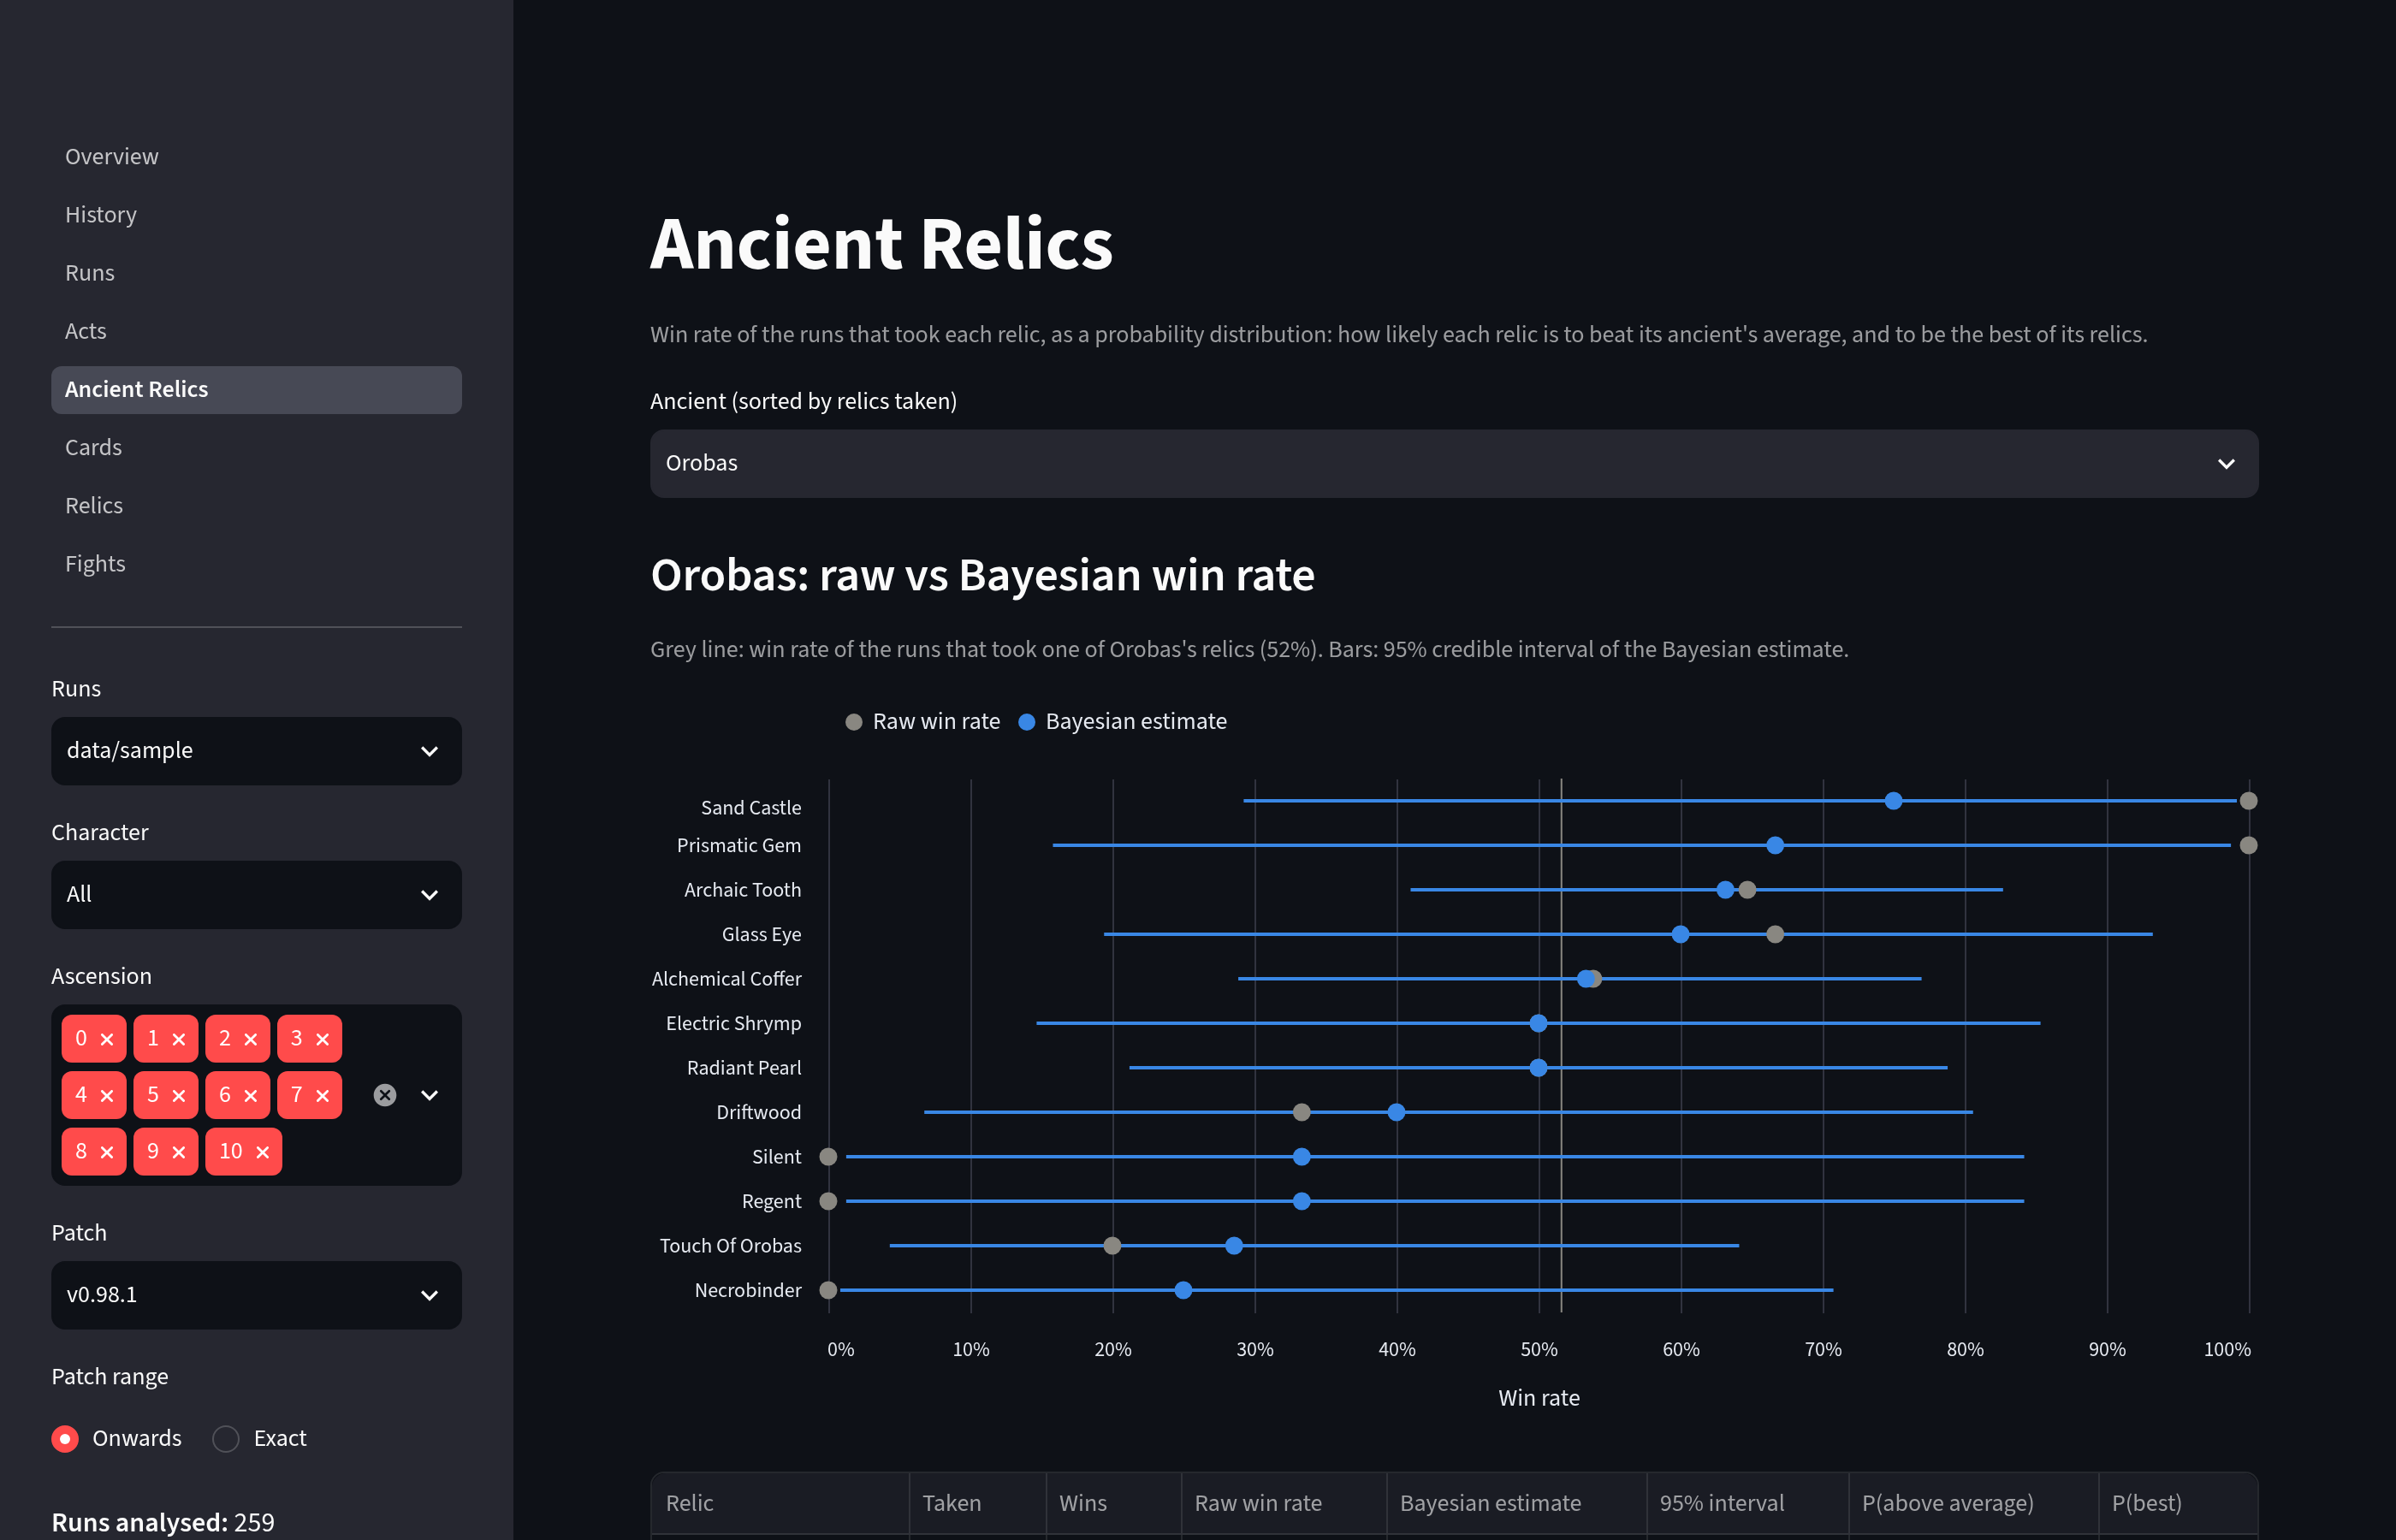 Overview
History
Runs
Acts
Ancient Relics
Cards
Relics
Fights
Runs
data/sample
Character
All
Ascension
0 1 2 3
4 5 6 7
8 9 10
Patch
v0.98.1
Patch range
Onwards Exact
Runs analysed: 259
Ancient Relics
Win rate of the runs that took each relic, as a probability distribution: how likely each relic is to beat its ancient's average, and to be the best of its relics.
Ancient (sorted by relics taken)
Orobas
Orobas: raw vs Bayesian win rate
Grey line: win rate of the runs that took one of Orobas's relics (52%). Bars: 95% credible interval of the Bayesian estimate.
Raw win rate Bayesian estimate
Sand Castle
Prismatic Gem
Archaic Tooth
Glass Eye
Alchemical Coffer
Electric Shrymp
Radiant Pearl
Driftwood
Silent
Regent
Touch Of Orobas
Necrobinder
0% 10% 20% 30% 40% 50% 60% 70% 80% 90% 100%
Win rate
Relic Taken Wins Raw win rate Bayesian estimate 95% interval P(above average) P(best)